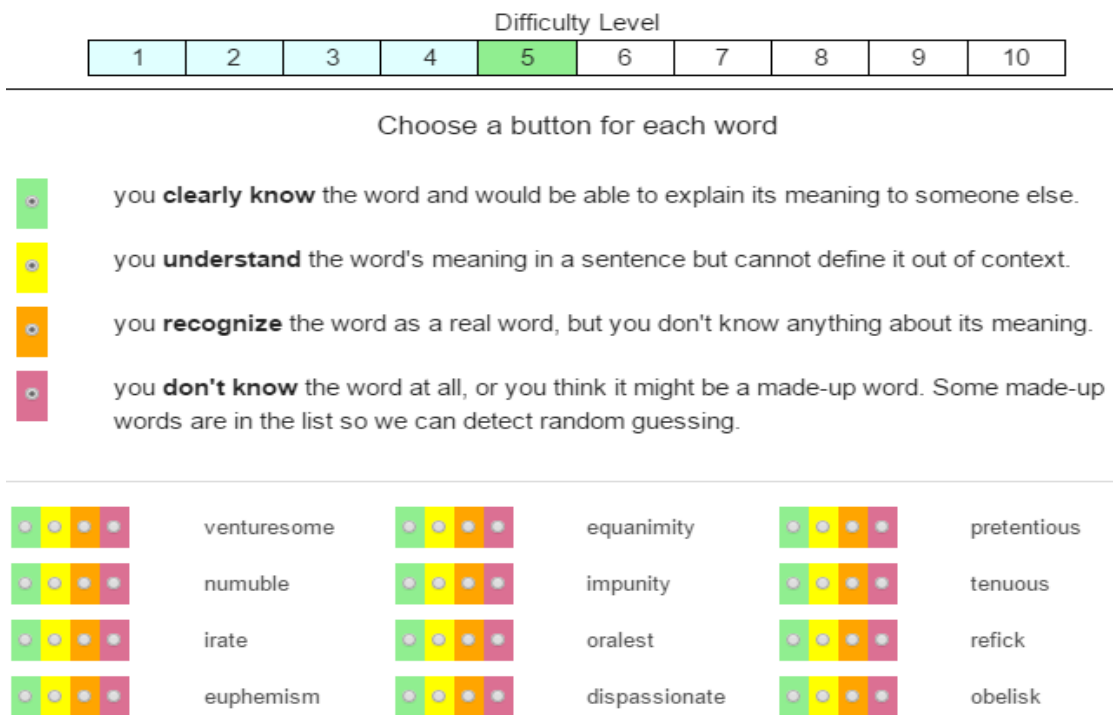 Difficulty Level
1 2 3 4 5 6 7 8 9 10
Choose a button for each word
you clearly know the word and would be able to explain its meaning to someone else.
you understand the word's meaning in a sentence but cannot define it out of context.
you recognize the word as a real word, but you don't know anything about its meaning.
you don't know the word at all, or you think it might be a made-up word. Some made-up
words are in the list so we can detect random guessing.
venturesome equanimity pretentious
numuble impunity tenuous
irate oralest refick
euphemism dispassionate obelisk